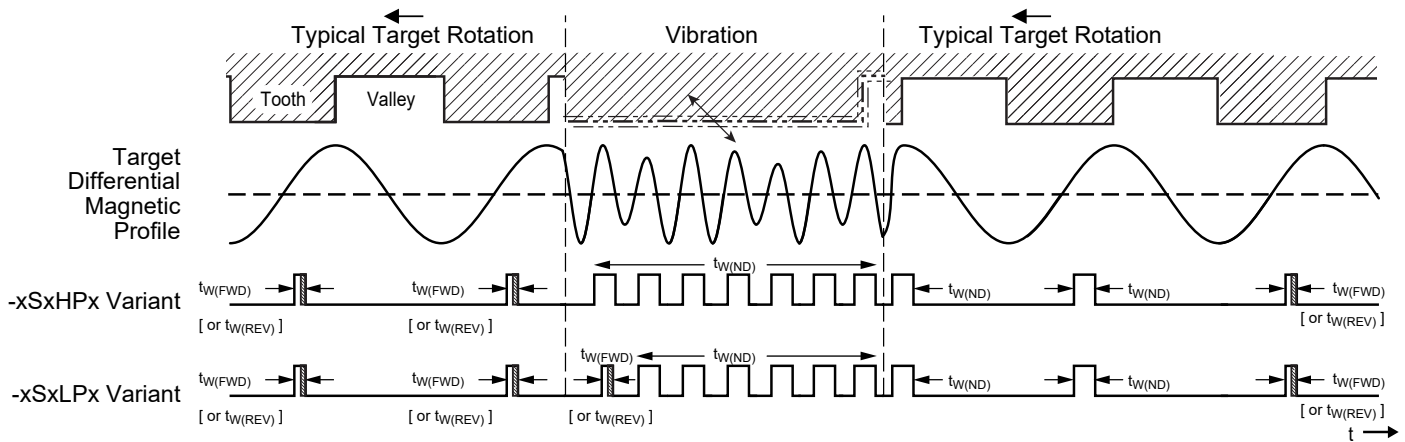 Typical Target Rotation Vibration Typical Target Rotation
Tooth Valley
Target
Differential
Magnetic
Profile
tW(ND)
-xSxHPx Variant tW(FWD) tW(FWD) tW(ND) tW(ND) tW(FWD)
[ or tW(REV) ] [ or tW(REV) ] [ or tW(REV) ]
tW(FWD) tW(ND)
-xSxLPx Variant tW(FWD) tW(FWD) tW(ND) tW(ND) tW(FWD)
[ or tW(REV) ] [ or tW(REV) ] [ or tW(REV) ] [ or tW(REV) ]
t